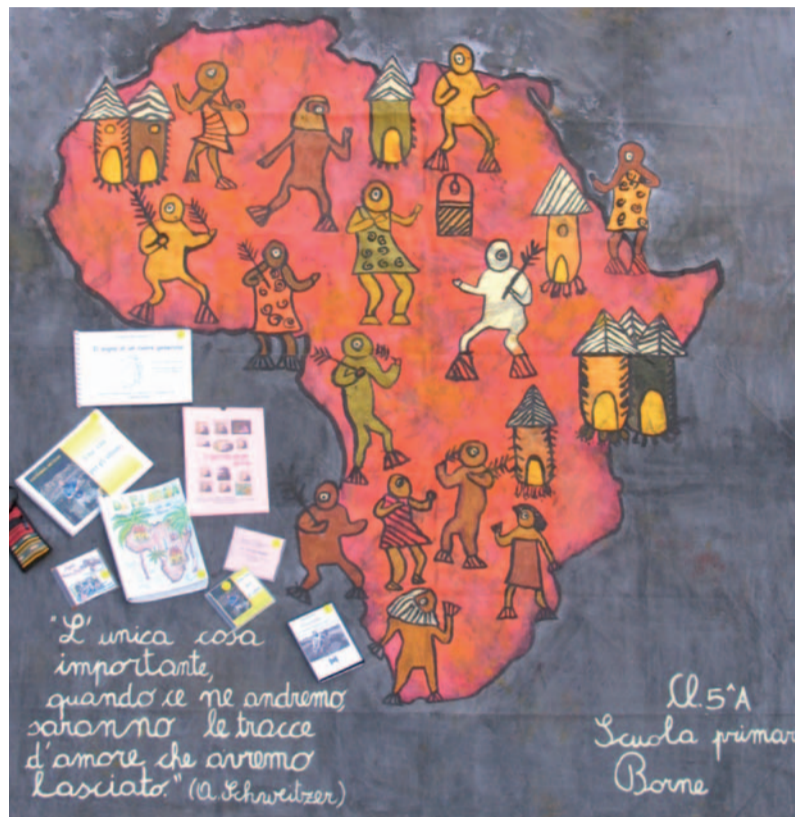 "L'unica cosa
importante,
quando ce ne andremo,
saranno le tracce
d'amore che avremo
lasciato." (A. Schweitzer)
Cl. 5^A
Scuola primar
Borne